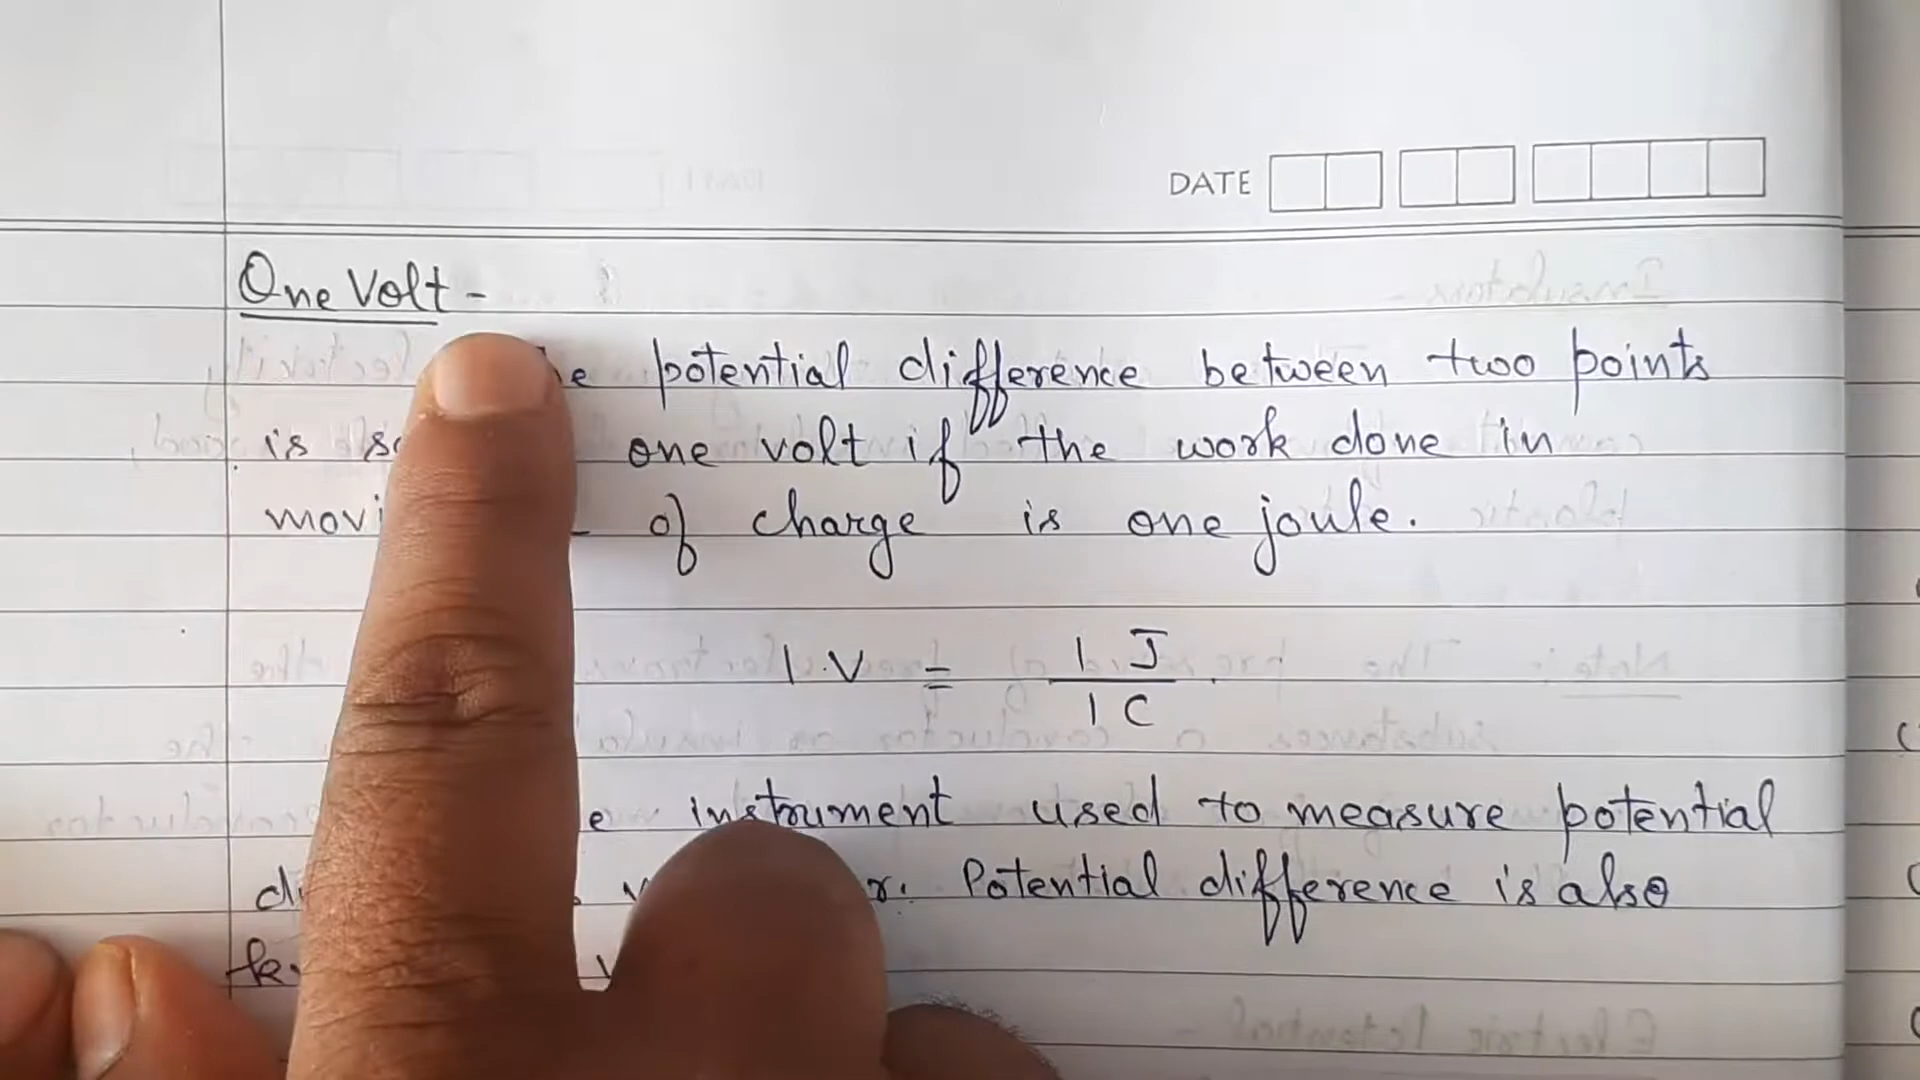 DATE
One Volt -
potential difference between two points
is one volt if the work done in
of charge is one joule.
1 V = 1 J / 1 C
instrument used to measure potential
Potential difference is also